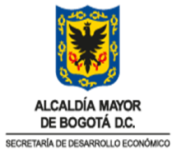 ALCALDÍA MAYOR
DE BOGOTÁ D.C.
SECRETARÍA DE DESARROLLO ECONÓMICO